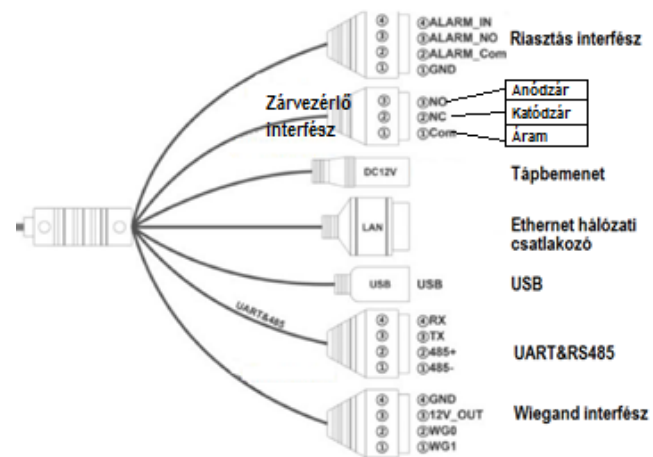 ④ ④ALARM_IN
③ ③ALARM_NO
② ②ALARM_Com
① ①GND
Riasztás interfész
Zárvezérlő
interfész
③ ③NO
② ②NC
① ①Com
Anódzár
Katódzár
Áram
DC12V
Tápbemenet
LAN
Ethernet hálózati
csatlakozó
USB USB
USB
UART&485
④ ④RX
③ ③TX
② ②485+
① ①485-
UART&RS485
④ ④GND
③ ③12V_OUT
② ②WG0
① ①WG1
Wiegand interfész